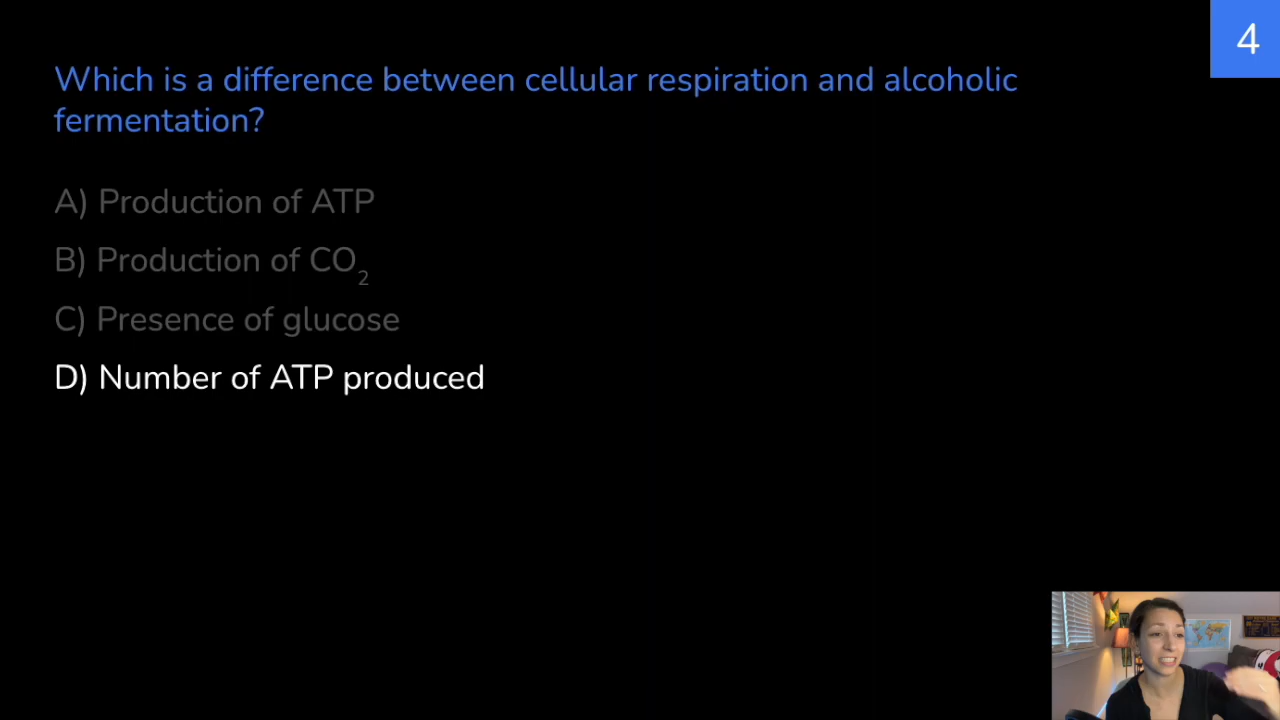 4
Which is a difference between cellular respiration and alcoholic
fermentation?
A) Production of ATP
B) Production of CO₂
C) Presence of glucose
D) Number of ATP produced